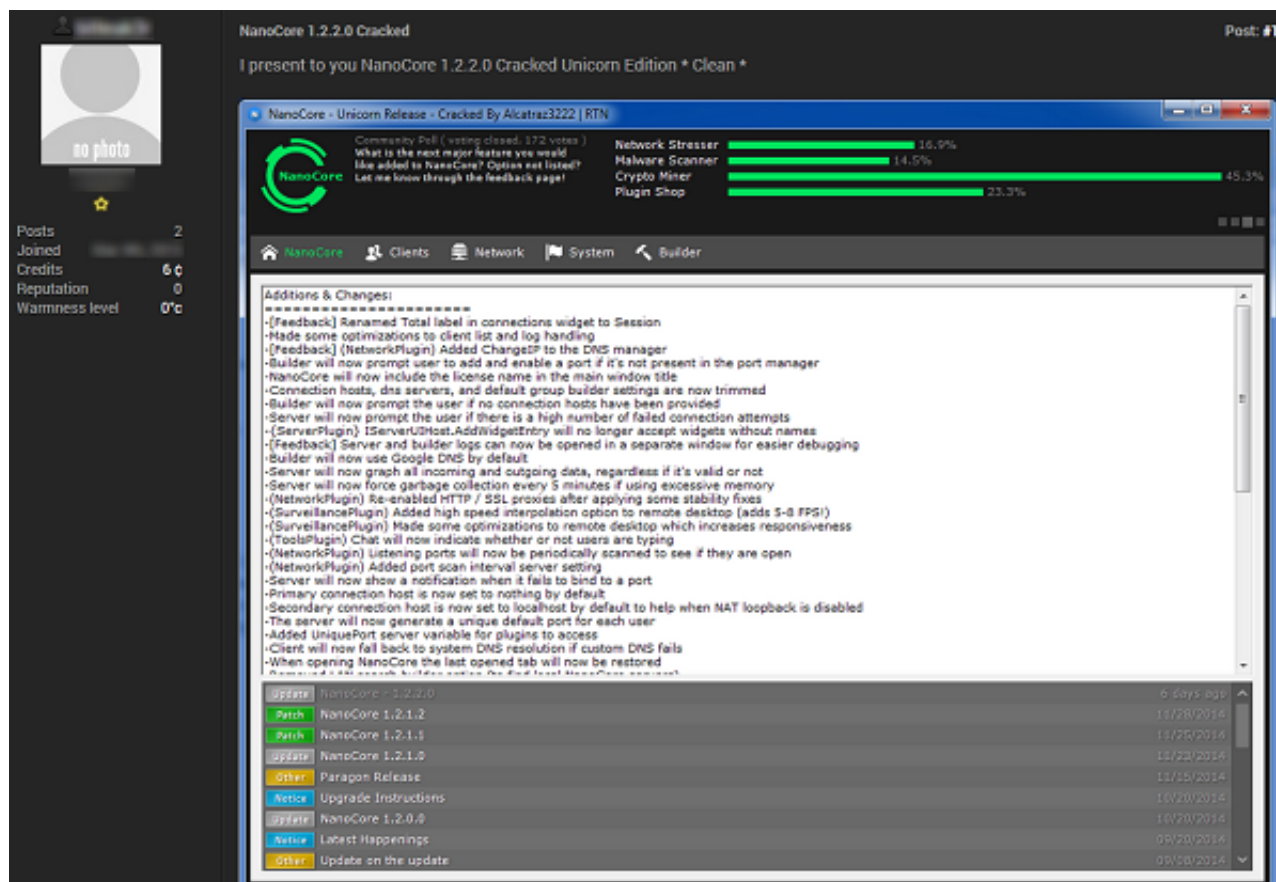 NanoCore 1.2.2.0 Cracked
Post: #1
I present to you NanoCore 1.2.2.0 Cracked Unicorn Edition * Clean *
no photo
Posts 2
Joined
Credits 6 ¢
Reputation 0
Warmness level 0°c
NanoCore - Unicorn Release - Cracked By Alcatraz3222 | RTN
NanoCore
Community Poll ( voting closed, 172 votes )
What is the next major feature you would
like added to NanoCore? Option not listed?
Let me know through the feedback page!
Network Stresser 16.9%
Malware Scanner 14.5%
Crypto Miner 45.3%
Plugin Shop 23.3%
NanoCore Clients Network System Builder
Additions & Changes:
=======================
-[Feedback] Renamed Total label in connections widget to Session
-Made some optimizations to client list and log handling
-[Feedback] (NetworkPlugin) Added ChangeIP to the DNS manager
-Builder will now prompt user to add and enable a port if it's not present in the port manager
-NanoCore will now include the license name in the main window title
-Connection hosts, dns servers, and default group builder settings are now trimmed
-Builder will now prompt the user if no connection hosts have been provided
-Server will now prompt the user if there is a high number of failed connection attempts
-(ServerPlugin) IServerUIHost.AddWidgetEntry will no longer accept widgets without names
-[Feedback] Server and builder logs can now be opened in a separate window for easier debugging
-Builder will now use Google DNS by default
-Server will now graph all incoming and outgoing data, regardless if it's valid or not
-Server will now force garbage collection every 5 minutes if using excessive memory
-(NetworkPlugin) Re-enabled HTTP / SSL proxies after applying some stability fixes
-(SurveillancePlugin) Added high speed interpolation option to remote desktop (adds 5-8 FPS!)
-(SurveillancePlugin) Made some optimizations to remote desktop which increases responsiveness
-(ToolsPlugin) Chat will now indicate whether or not users are typing
-(NetworkPlugin) Listening ports will now be periodically scanned to see if they are open
-(NetworkPlugin) Added port scan interval server setting
-Server will now show a notification when it fails to bind to a port
-Primary connection host is now set to nothing by default
-Secondary connection host is now set to localhost by default to help when NAT loopback is disabled
-The server will now generate a unique default port for each user
-Added UniquePort server variable for plugins to access
-Client will now fall back to system DNS resolution if custom DNS fails
-When opening NanoCore the last opened tab will now be restored
-Removed LAN search builder option (to find local NanoCore servers)
Update NanoCore - 1.2.2.0 6 days ago
Patch NanoCore 1.2.1.2 11/28/2014
Patch NanoCore 1.2.1.1 11/25/2014
Update NanoCore 1.2.1.0 11/23/2014
Other Paragon Release 11/15/2014
Notice Upgrade Instructions 10/20/2014
Update NanoCore 1.2.0.0 10/20/2014
Notice Latest Happenings 09/20/2014
Other Update on the update 09/08/2014